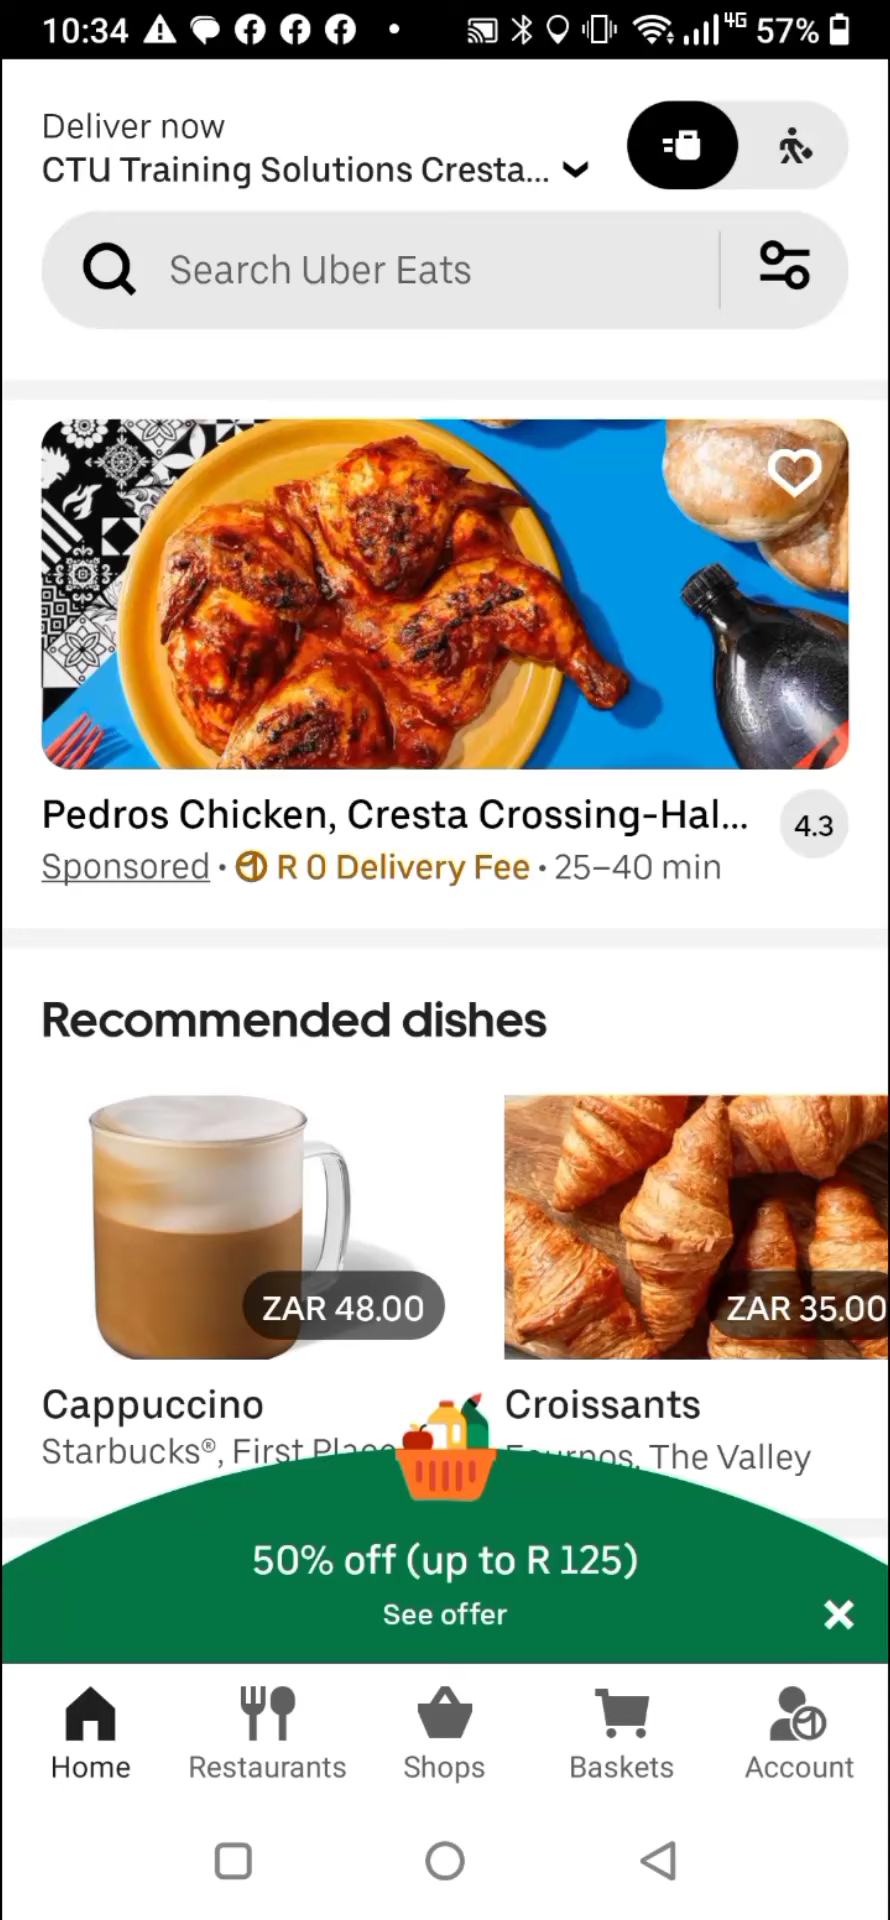 10:34
4G 57%
Deliver now
CTU Training Solutions Cresta...
Search Uber Eats
Pedros Chicken, Cresta Crossing-Hal...
4.3
Sponsored • R 0 Delivery Fee • 25–40 min
Recommended dishes
ZAR 48.00
ZAR 35.00
Cappuccino
Croissants
Starbucks®, First Place
The Valley
50% off (up to R 125)
See offer
Home
Restaurants
Shops
Baskets
Account